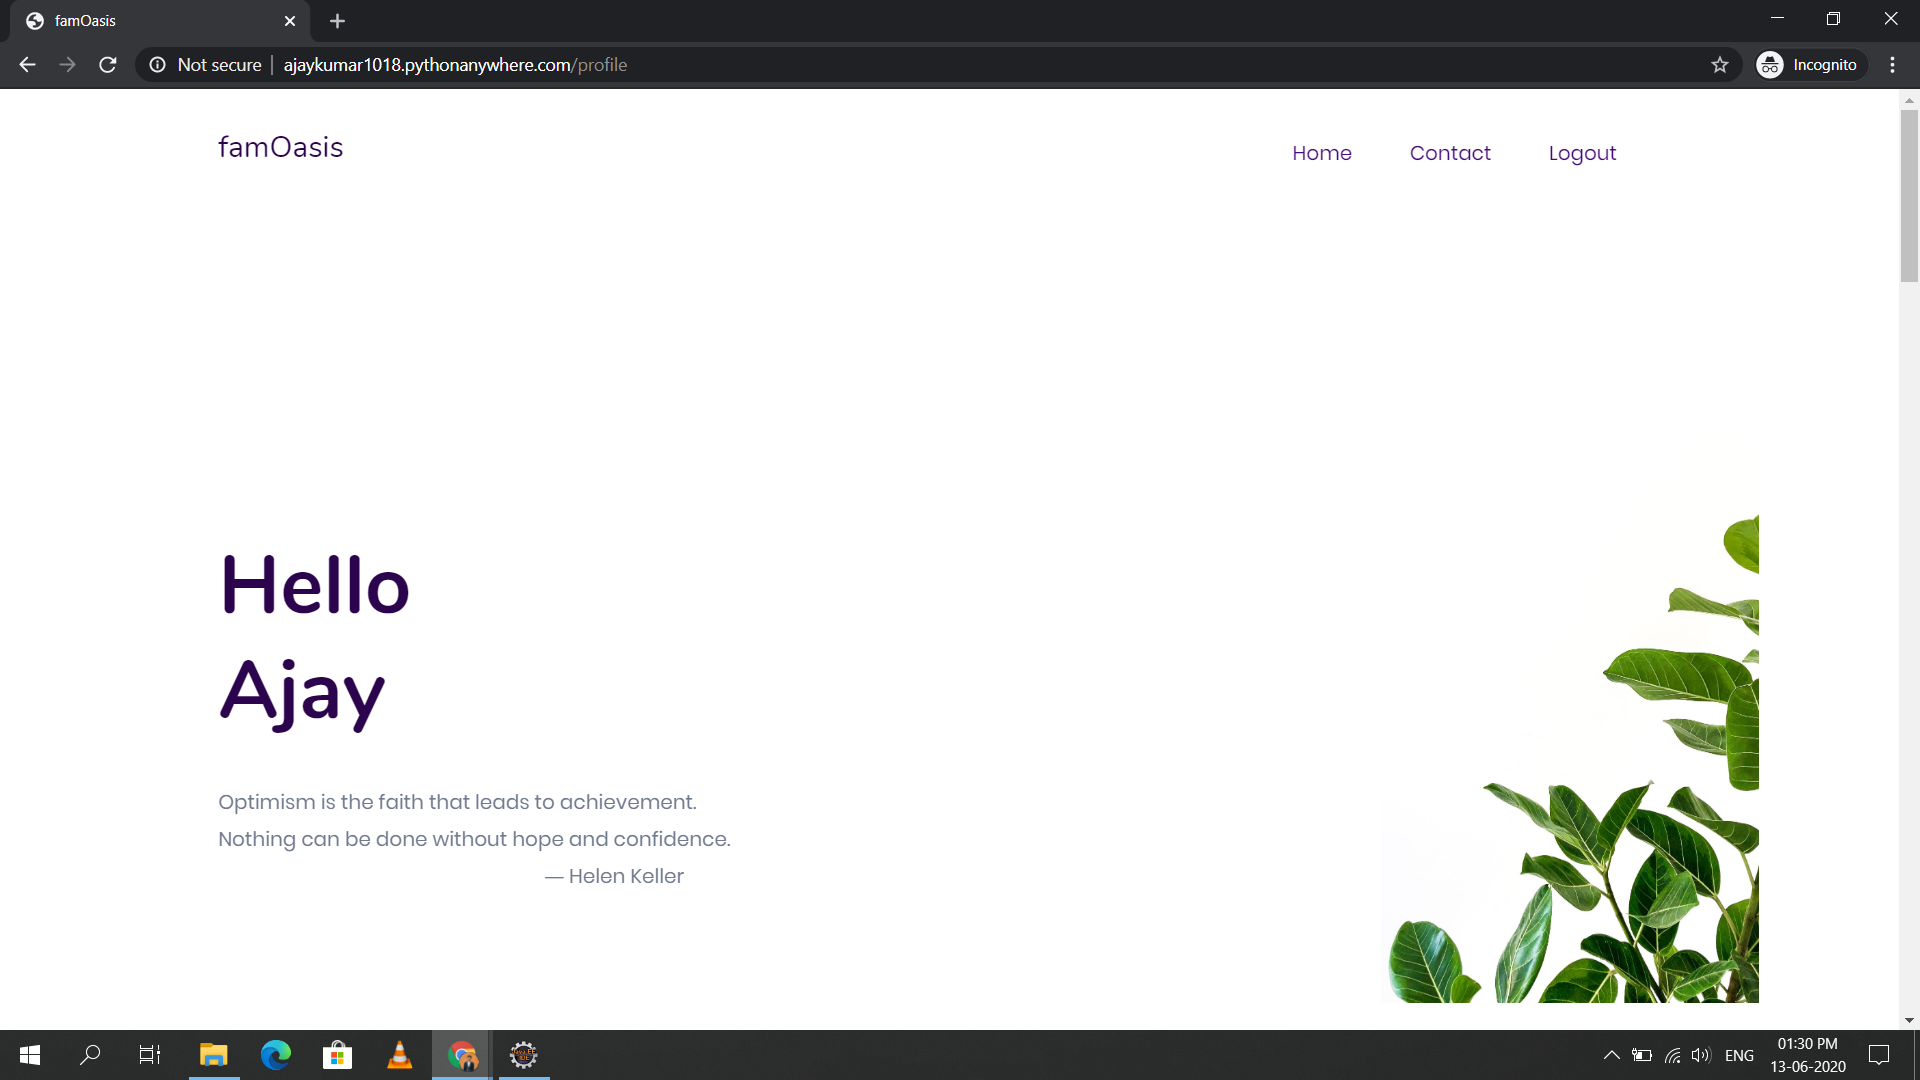 famOasis
Not secure
ajaykumar1018.pythonanywhere.com/profile
Incognito
famOasis
Home
Contact
Logout
Hello
Ajay
Optimism is the faith that leads to achievement.
Nothing can be done without hope and confidence.
— Helen Keller
ENG
01:30 PM
13-06-2020